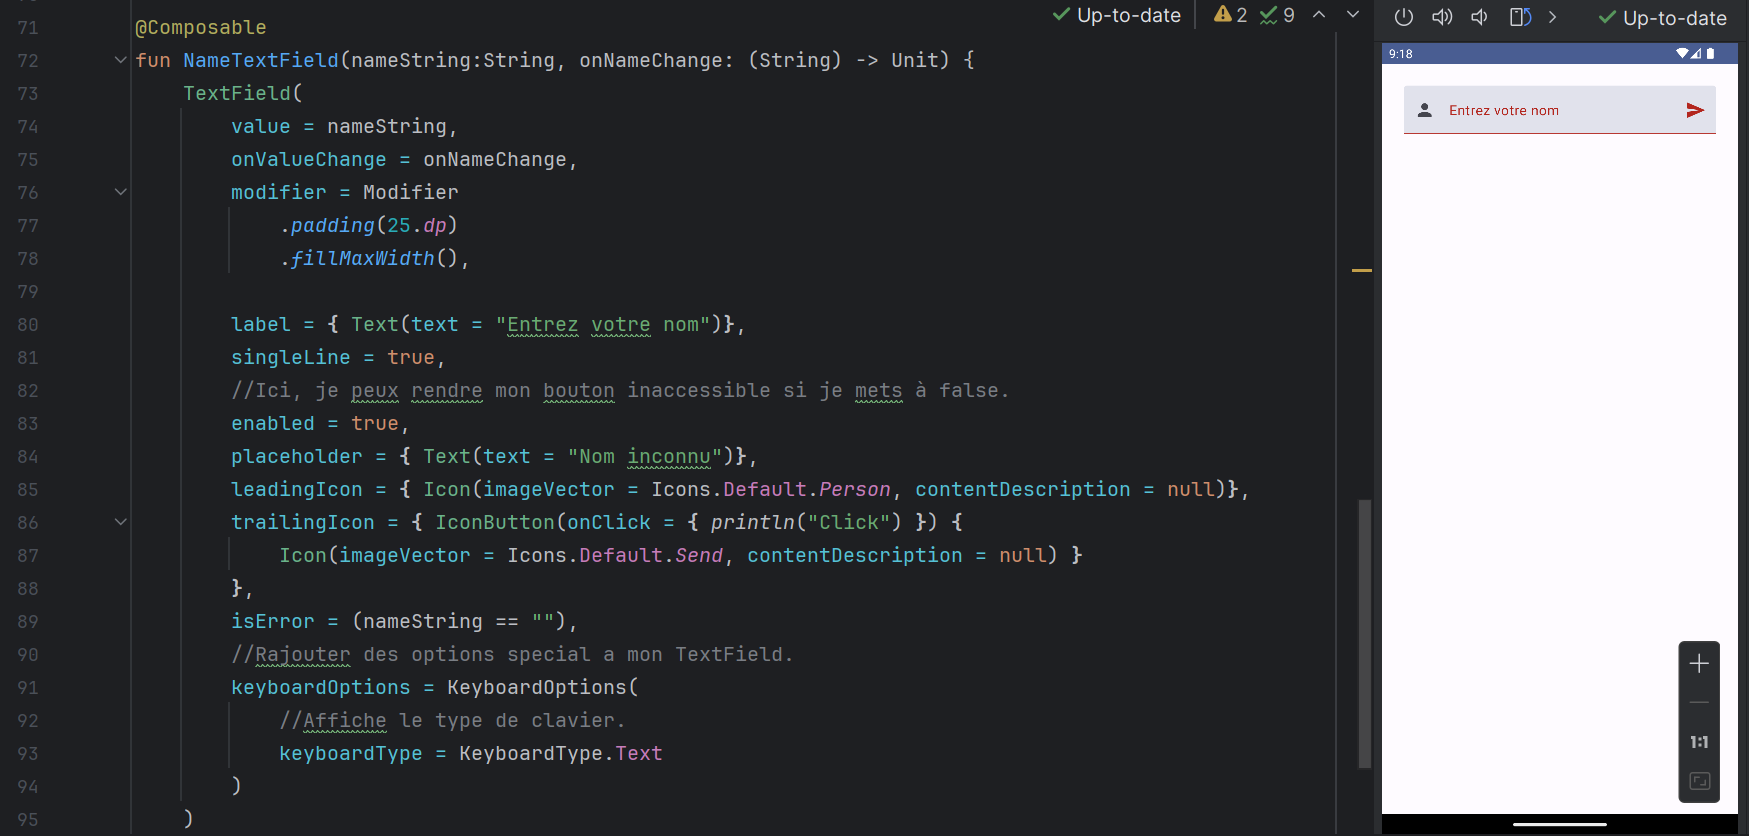 71 @Composable
72 fun NameTextField(nameString:String, onNameChange: (String) -> Unit) {
73 TextField(
74 value = nameString,
75 onValueChange = onNameChange,
76 modifier = Modifier
77 .padding(25.dp)
78 .fillMaxWidth(),
79
80 label = { Text(text = "Entrez votre nom")},
81 singleLine = true,
82 //Ici, je peux rendre mon bouton inaccessible si je mets à false.
83 enabled = true,
84 placeholder = { Text(text = "Nom inconnu")},
85 leadingIcon = { Icon(imageVector = Icons.Default.Person, contentDescription = null)},
86 trailingIcon = { IconButton(onClick = { println("Click") }) {
87 Icon(imageVector = Icons.Default.Send, contentDescription = null) }
88 },
89 isError = (nameString == ""),
90 //Rajouter des options special a mon TextField.
91 keyboardOptions = KeyboardOptions(
92 //Affiche le type de clavier.
93 keyboardType = KeyboardType.Text
94 )
95 )
Up-to-date 2 9
Up-to-date
9:18
Entrez votre nom
1:1